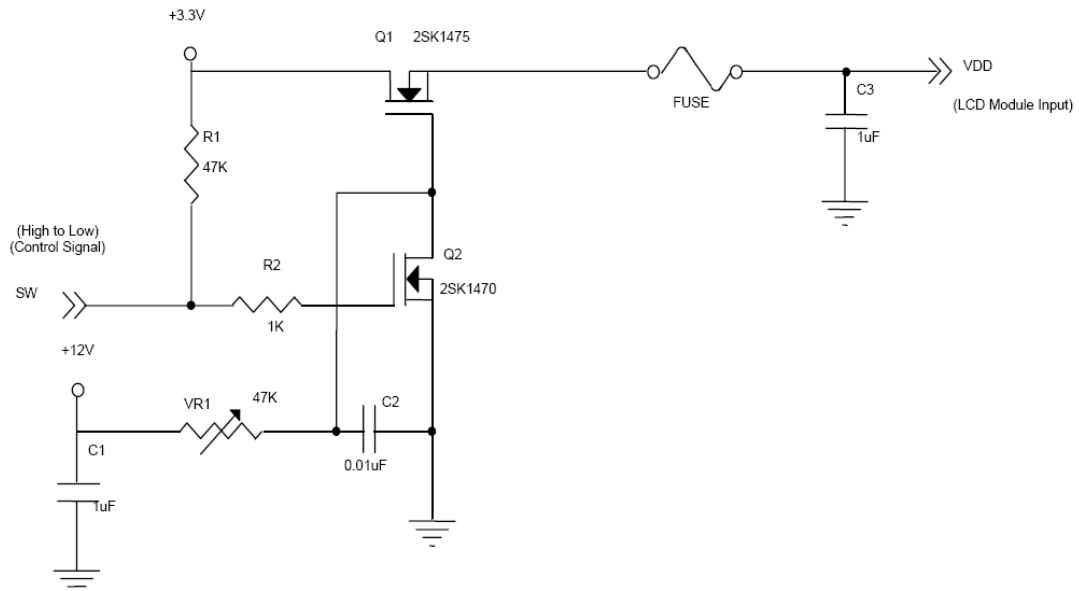 +3.3V
Q1 2SK1475
VDD
C3
FUSE
(LCD Module Input)
1uF
R1
47K
(High to Low)
(Control Signal)
Q2
R2
2SK1470
SW
1K
+12V
VR1 47K C2
C1
0.01uF
1uF